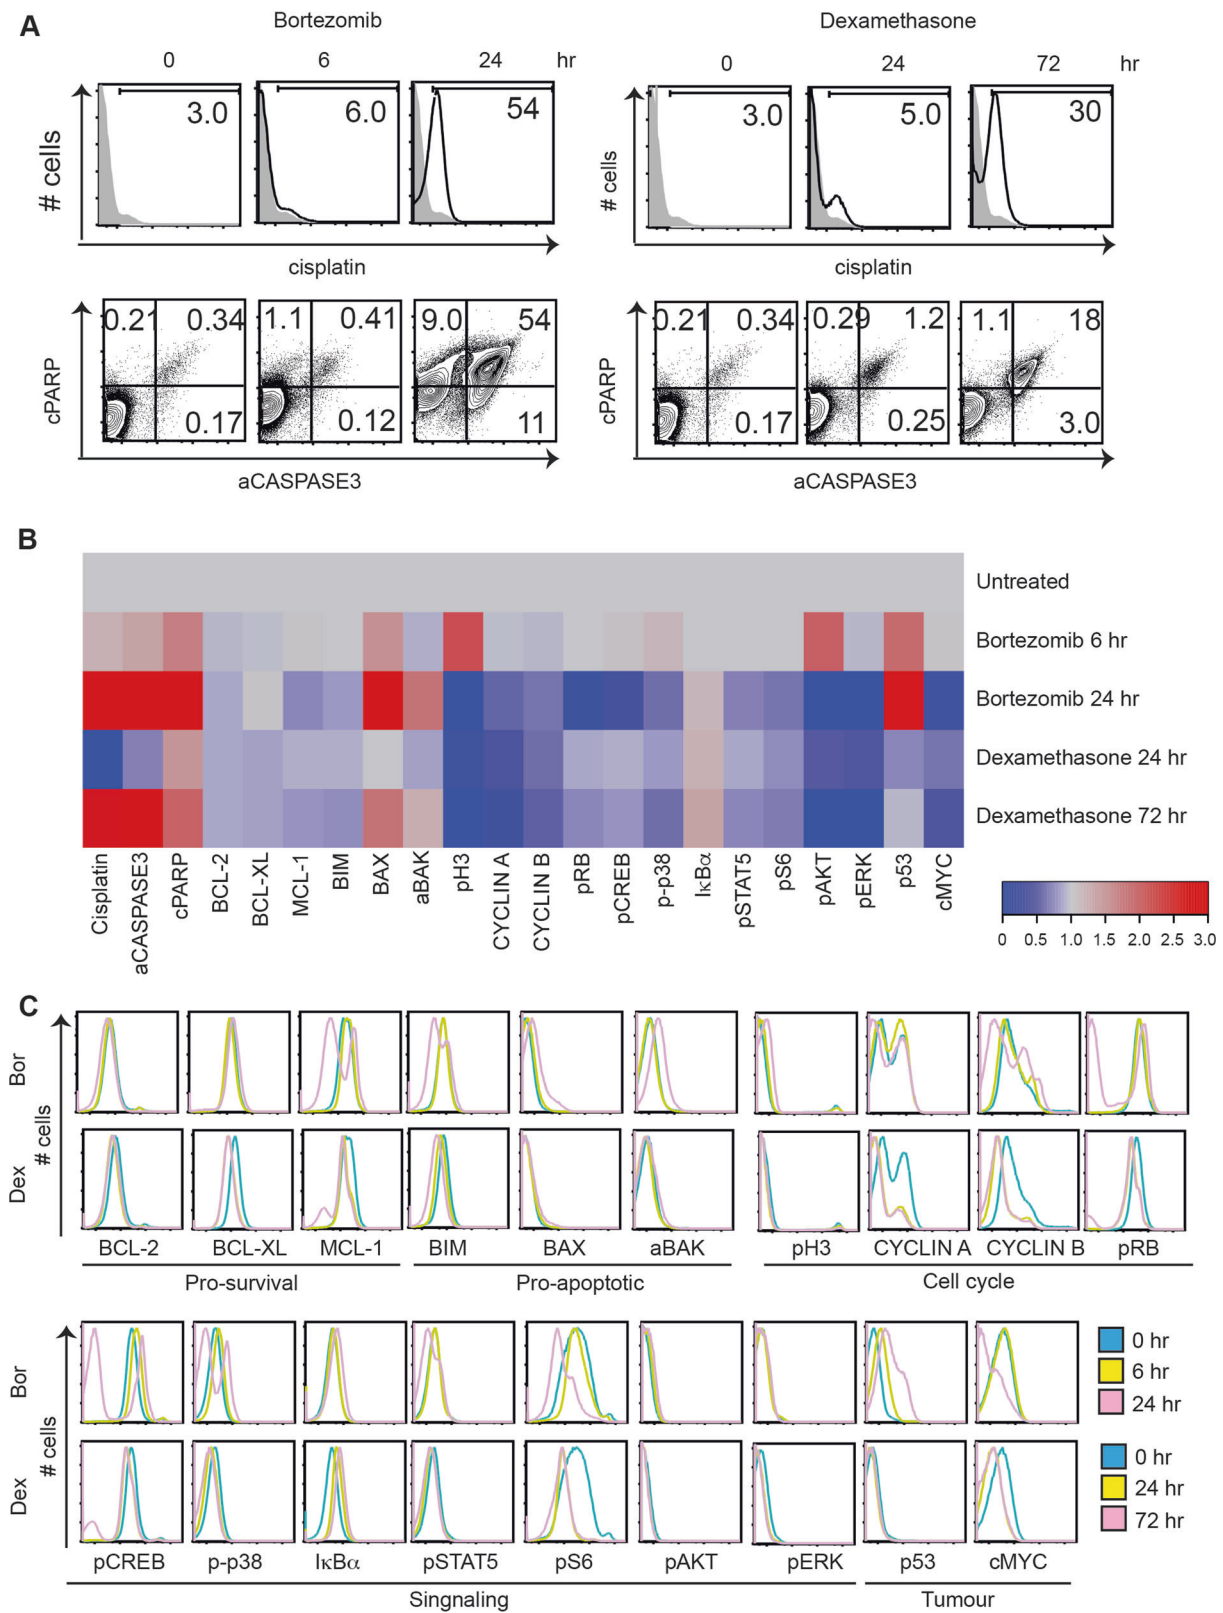 A
Bortezomib
Dexamethasone
0 6 24 hr
0 24 72 hr
3.0 6.0 54
3.0 5.0 30
# cells
# cells
cisplatin
cisplatin
0.21 0.34 1.1 0.41 9.0 54
0.21 0.34 0.29 1.2 1.1 18
0.17 0.12 11
0.17 0.25 3.0
cPARP
cPARP
aCASPASE3
aCASPASE3
B
Untreated
Bortezomib 6 hr
Bortezomib 24 hr
Dexamethasone 24 hr
Dexamethasone 72 hr
Cisplatin
aCASPASE3
cPARP
BCL-2
BCL-XL
MCL-1
BIM
BAX
aBAK
pH3
CYCLIN A
CYCLIN B
pRB
pCREB
p-p38
IκBα
pSTAT5
pS6
pAKT
pERK
p53
cMYC
0 0.5 1.0 1.5 2.0 2.5 3.0
C
Bor
Dex
# cells
BCL-2 BCL-XL MCL-1 BIM BAX aBAK pH3 CYCLIN A CYCLIN B pRB
Pro-survival Pro-apoptotic Cell cycle
Bor
Dex
# cells
# cells
0 hr
6 hr
24 hr
0 hr
24 hr
72 hr
pCREB p-p38 IκBα pSTAT5 pS6 pAKT pERK p53 cMYC
Singnaling Tumour